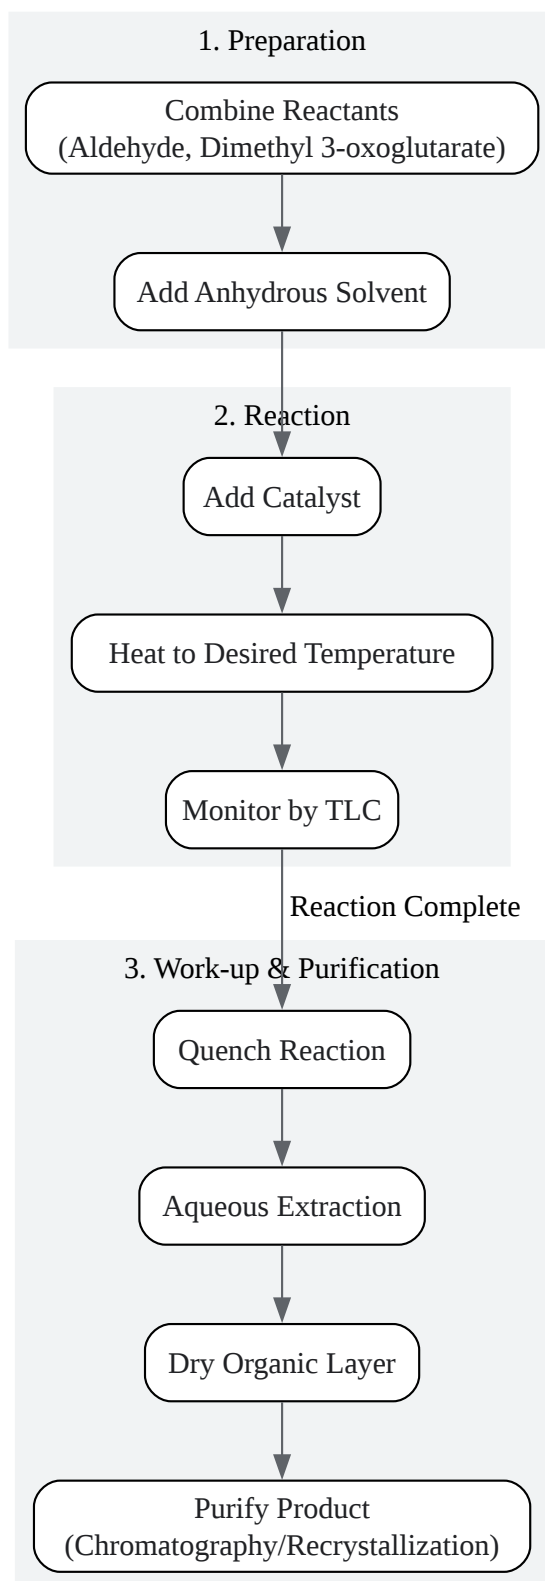 1. Preparation
Combine Reactants
(Aldehyde, Dimethyl 3-oxoglutarate)
Add Anhydrous Solvent
2. Reaction
Add Catalyst
Heat to Desired Temperature
Monitor by TLC
Reaction Complete
3. Work-up & Purification
Quench Reaction
Aqueous Extraction
Dry Organic Layer
Purify Product
(Chromatography/Recrystallization)